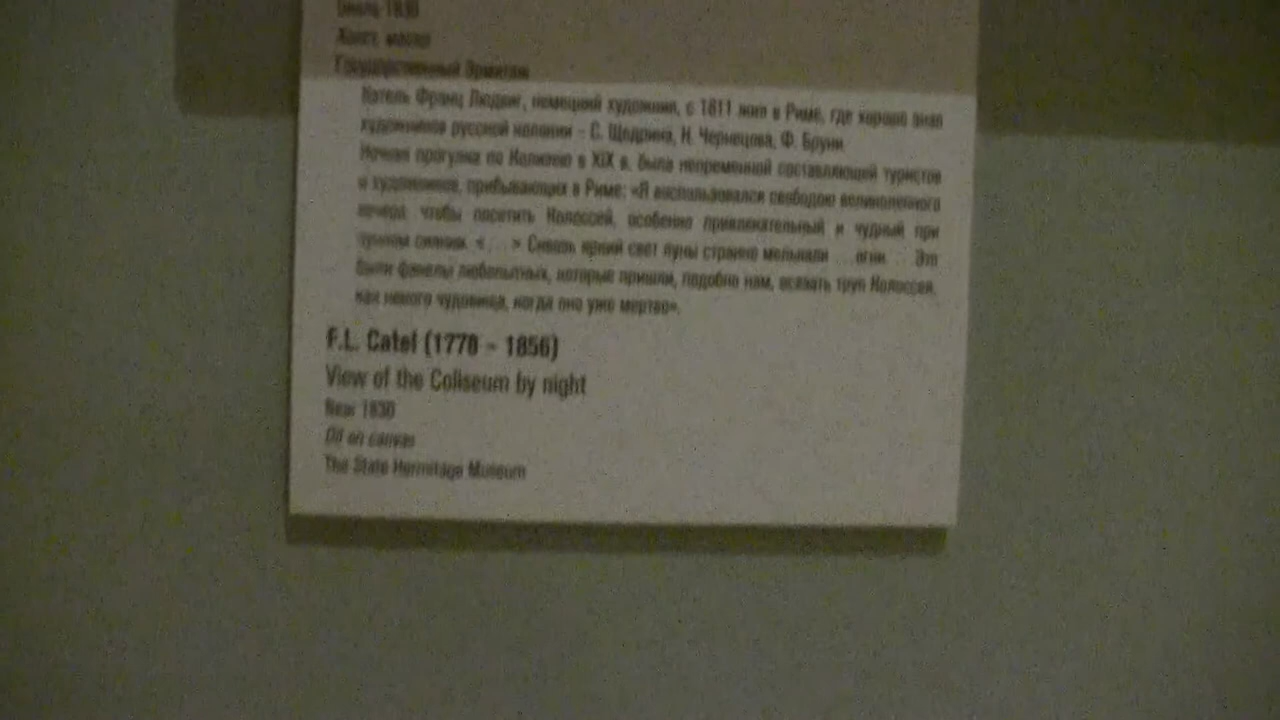 Около 1830
Холст, масло
Государственный Эрмитаж
Катель Франц Людвиг, немецкий художник, с 1811 жил в Риме, где хорошо знал
художников русской колонии – С. Щедрина, Н. Чернецова, Ф. Бруни.
Ночная прогулка по Колизею в XIX в. была непременной составляющей туристов
и художников, прибывающих в Риме: «Я воспользовался свободою великолепного
вечера, чтобы посетить Колоссей, особенно привлекательный и чудный при
лунном сиянии. < ... > Сквозь яркий свет луны странно мелькали ... огни ... Это
были факелы любопытных, которые пришли, подобно нам, осязать труп Колоссея,
как некого чудовища, когда оно уже мертво».
F.L. Catel (1778 – 1856)
View of the Coliseum by night
Near 1830
Oil on canvas
The State Hermitage Museum